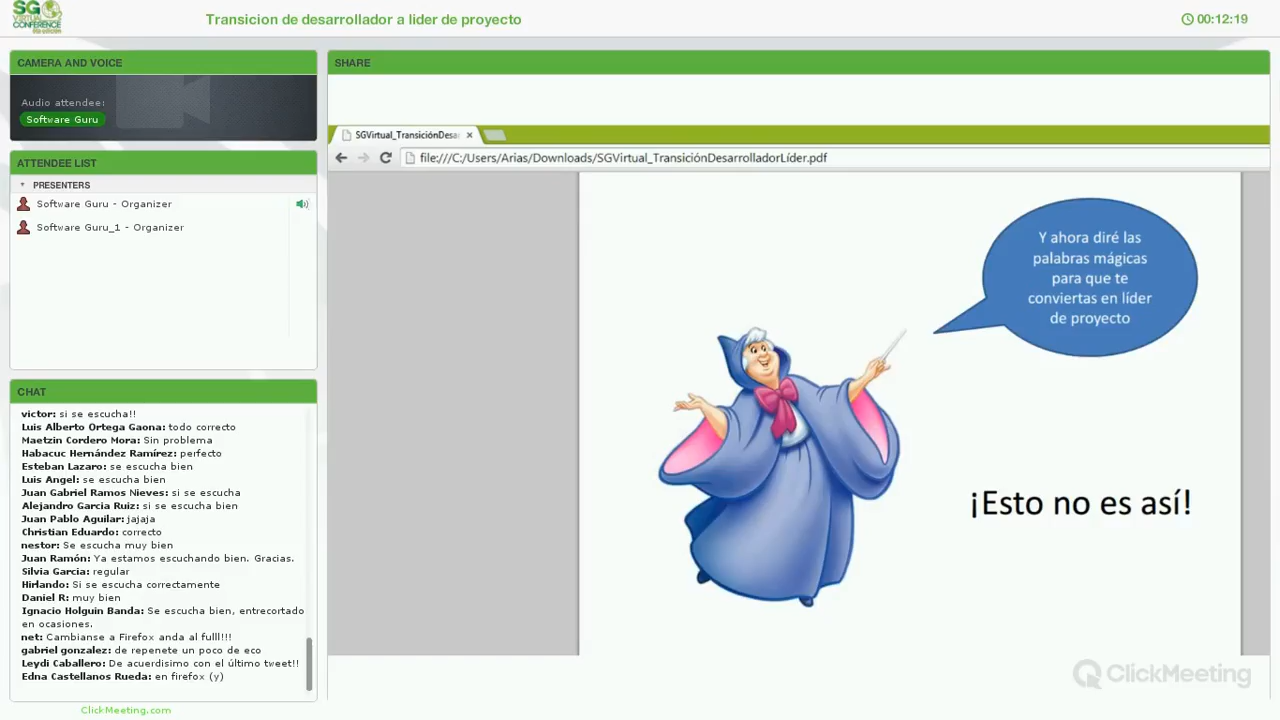 SG
VIRTUAL
CONFERENCE
Transicion de desarrollador a lider de proyecto
00:12:19
CAMERA AND VOICE
Audio attendee:
Software Guru
ATTENDEE LIST
PRESENTERS
Software Guru - Organizer
Software Guru_1 - Organizer
CHAT
victor: si se escucha!!
Luis Alberto Ortega Gaona: todo correcto
Maetzin Cordero Mora: Sin problema
Habacuc Hernández Ramírez: perfecto
Esteban Lazaro: se escucha bien
Luis Angel: se escucha bien
Juan Gabriel Ramos Nieves: si se escucha
Alejandro Garcia Ruiz: si se escucha bien
Juan Pablo Aguilar: jajaja
Christian Eduardo: correcto
nestor: Se escucha muy bien
Juan Ramón: Ya estamos escuchando bien. Gracias.
Silvia Garcia: regular
Hirlando: Si se escucha correctamente
Daniel R: muy bien
Ignacio Holguin Banda: Se escucha bien, entrecortado
en ocasiones.
net: Cambianse a Firefox anda al fulll!!!
gabriel gonzalez: de repenete un poco de eco
Leydi Caballero: De acuerdisimo con el último tweet!!
Edna Castellanos Rueda: en firefox (y)
ClickMeeting.com
SHARE
SGVirtual_TransiciónDesa
file:///C:/Users/Arias/Downloads/SGVirtual_TransiciónDesarrolladorLíder.pdf
Y ahora diré las
palabras mágicas
para que te
conviertas en líder
de proyecto
¡Esto no es así!
ClickMeeting